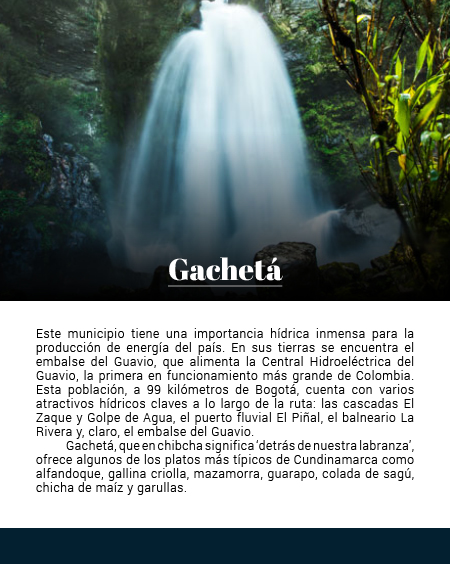 Gachetá
Este municipio tiene una importancia hídrica inmensa para la
producción de energía del país. En sus tierras se encuentra el
embalse del Guavio, que alimenta la Central Hidroeléctrica del
Guavio, la primera en funcionamiento más grande de Colombia.
Esta población, a 99 kilómetros de Bogotá, cuenta con varios
atractivos hídricos claves a lo largo de la ruta: las cascadas El
Zaque y Golpe de Agua, el puerto fluvial El Piñal, el balneario La
Rivera y, claro, el embalse del Guavio.
Gachetá, que en chibcha significa ‘detrás de nuestra labranza’,
ofrece algunos de los platos más típicos de Cundinamarca como
alfandoque, gallina criolla, mazamorra, guarapo, colada de sagú,
chicha de maíz y garullas.